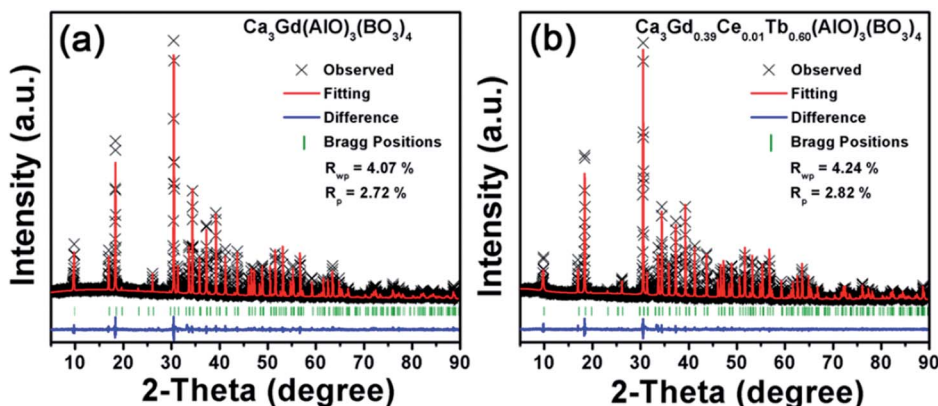 (a)
Ca3Gd(AlO)3(BO3)4
Observed
Fitting
Difference
Bragg Positions
Rwp = 4.07 %
Rp = 2.72 %
Intensity (a.u.)
10 20 30 40 50 60 70 80 90
2-Theta (degree)
(b)
Ca3Gd0.39Ce0.01Tb0.60(AlO)3(BO3)4
Observed
Fitting
Difference
Bragg Positions
Rwp = 4.24 %
Rp = 2.82 %
Intensity (a.u.)
10 20 30 40 50 60 70 80 90
2-Theta (degree)